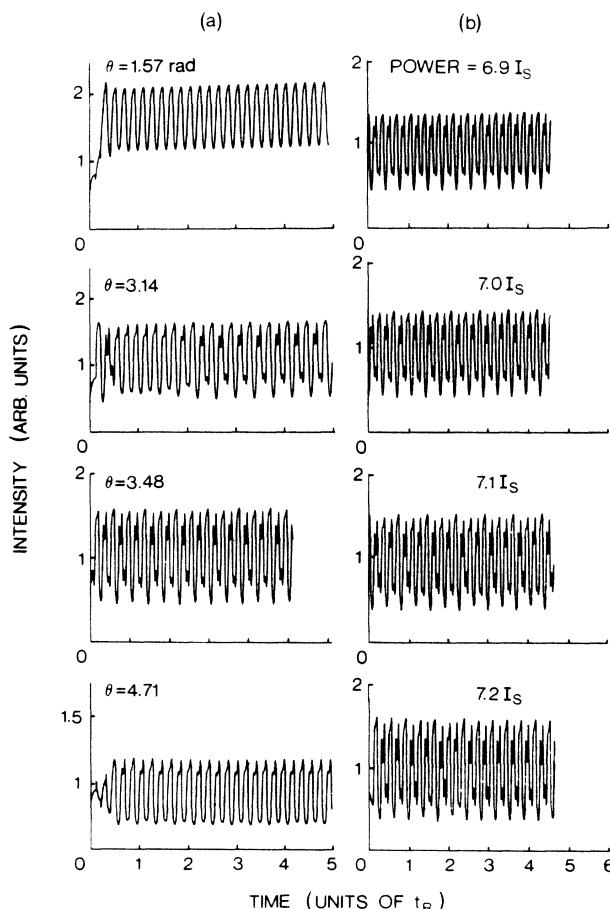 (a) (b)
θ = 1.57 rad
2
1
0
POWER = 6.9 I_S
2
1
0
θ = 3.14
2
1
0
7.0 I_S
2
1
0
θ = 3.48
2
1
0
7.1 I_S
2
1
0
θ = 4.71
1.5
1
0 1 2 3 4 5
7.2 I_S
2
1
0 1 2 3 4 5 6
INTENSITY (ARB. UNITS)
TIME (UNITS OF t_R)